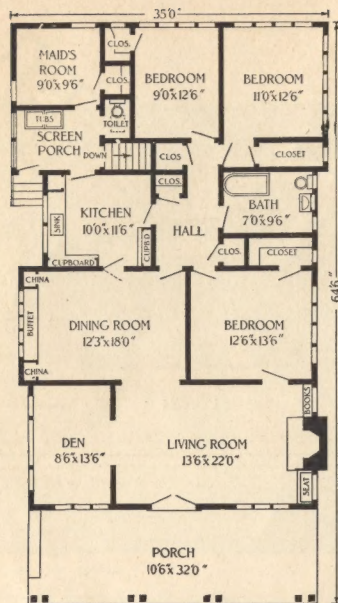 35'0"
MAID'S
ROOM
9'0"x9'6"
CLOS.
CLOS.
BEDROOM
9'0"x12'6"
BEDROOM
11'0"x12'6"
TUBS
SCREEN
PORCH
TOILET
DOWN
CLOS
CLOSET
CLOS.
SINK
KITCHEN
10'0"x11'6"
CUPB'D
HALL
BATH
7'0"x9'6"
CLOS.
CLOSET
CUPBOARD
64'6"
CHINA
BUFFET
CHINA
DINING ROOM
12'3"x18'0"
BEDROOM
12'6"x13'6"
BOOKS
DEN
8'6"x13'6"
LIVING ROOM
13'6"x22'0"
SEAT
PORCH
10'6"x32'0"